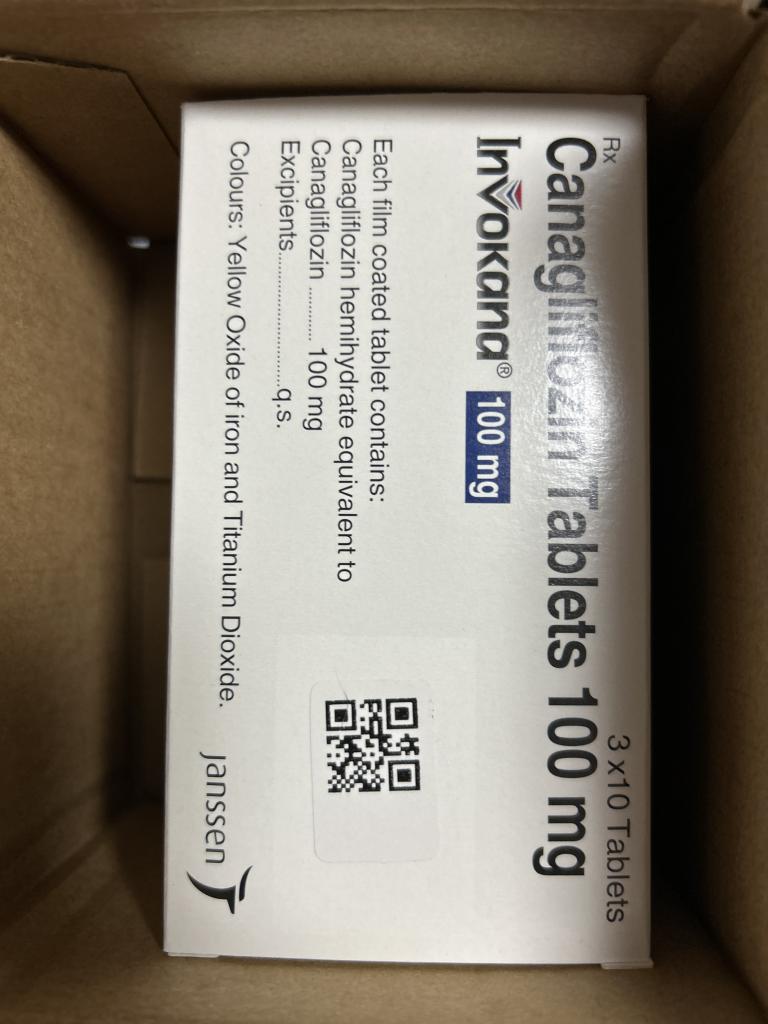 Rx
3 x10 Tablets
Canagliflozin Tablets 100 mg
Invokana® 100 mg
Each film coated tablet contains:
Canagliflozin hemihydrate equivalent to
Canagliflozin ............ 100 mg
Excipients..........................q.s.
Colours: Yellow Oxide of iron and Titanium Dioxide.
janssen